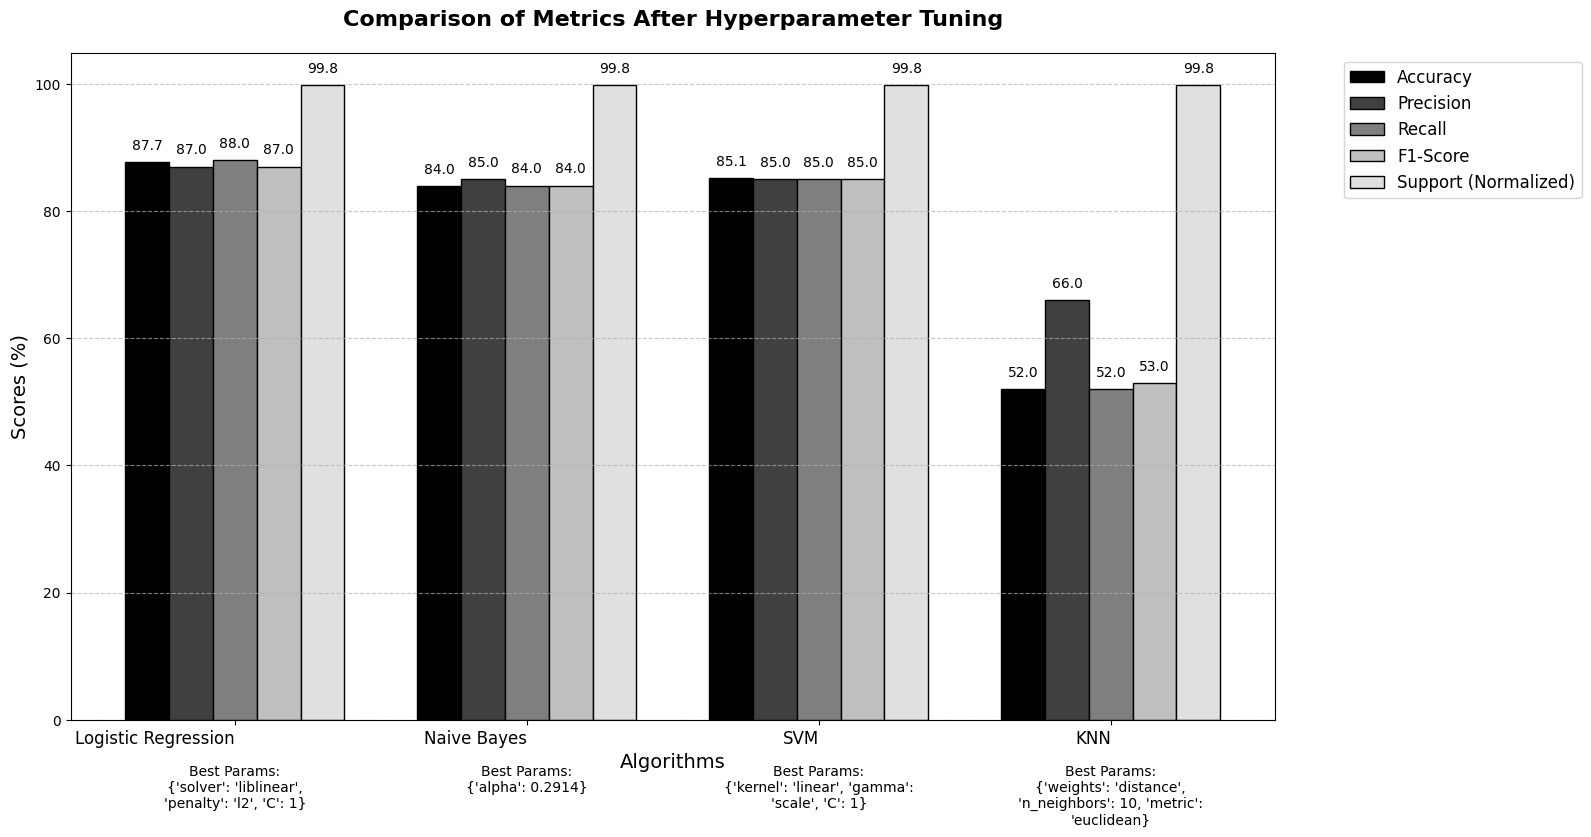 Comparison of Metrics After Hyperparameter Tuning
Accuracy
Precision
Recall
F1-Score
Support (Normalized)
Scores (%)
100
80
60
40
20
0
87.7
87.0
88.0
87.0
99.8
84.0
85.0
84.0
84.0
99.8
85.1
85.0
85.0
85.0
99.8
52.0
66.0
52.0
53.0
99.8
Logistic Regression
Naive Bayes
SVM
KNN
Algorithms
Best Params:
{'solver': 'liblinear',
'penalty': 'l2', 'C': 1}
Best Params:
{'alpha': 0.2914}
Best Params:
{'kernel': 'linear', 'gamma':
'scale', 'C': 1}
Best Params:
{'weights': 'distance',
'n_neighbors': 10, 'metric':
'euclidean'}